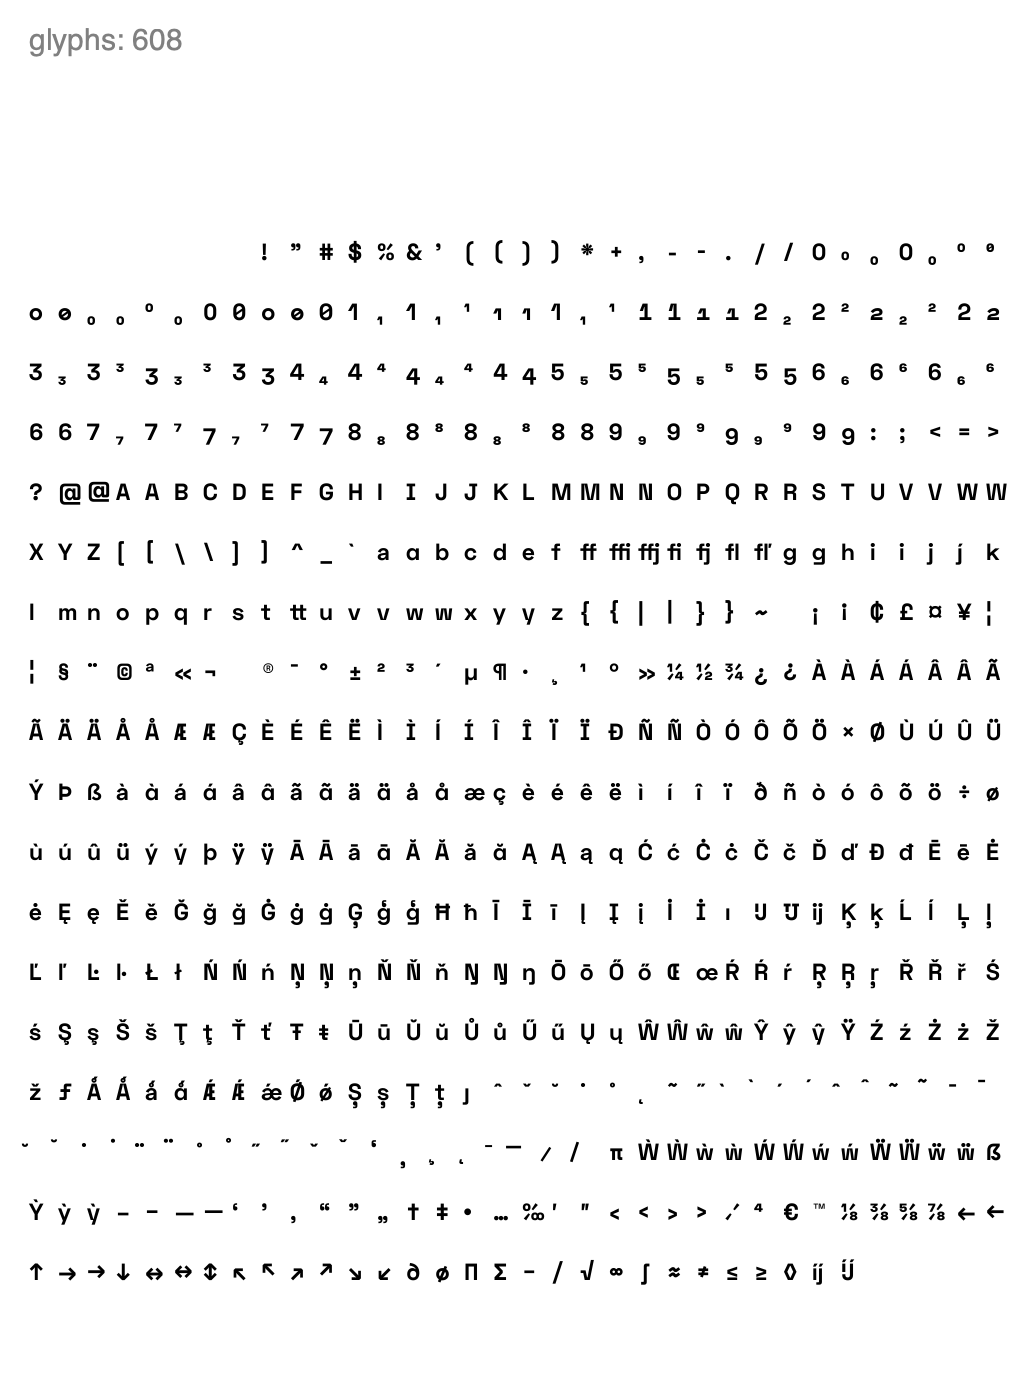 glyphs: 608
! ” # $ % & ’ ( ( ) ) * + , - - . / / 0 ₀ ₀ 0 ₀ ⁰ ⁰
o ø ₀ ₀ ⁰ ₀ 0 0 o ø 0 1 ₁ 1 ₁ ¹ 1 1 1 ₁ ¹ 1 1 1 1 2 ₂ 2 ² 2 ₂ ² 2 2
3 ₃ 3 ³ 3 ₃ ³ 3 3 4 ₄ 4 ⁴ 4 ₄ ⁴ 4 4 5 ₅ 5 ⁵ 5 ₅ ⁵ 5 5 6 ₆ 6 ⁶ 6 ₆ ⁶
6 6 7 ₇ 7 ⁷ 7 ₇ ⁷ 7 7 8 ₈ 8 ⁸ 8 ₈ ⁸ 8 8 9 ₉ 9 ⁹ 9 ₉ ⁹ 9 9 : ; < = >
? @ @ A A B C D E F G H I I J J K L M M N N O P Q R R S T U V V W W
X Y Z [ [ \ \ ] ] ^ _ ` a ɑ b c d e f ff ffi ffj fi fj fl fľ g g h i i j j́ k
l m n o p q r s t tt u v v w w x y y z { { | | } } ~ ¡ ¡ ₵ £ ¤ ¥ ¦
¦ § ¨ © ª « ¬ ® ¯ ° ± ² ³ ´ µ ¶ · ¸ ¹ º » ¼ ½ ¾ ¿ ¿ À À Á Á Â Â Ã
Ã Ä Ä Å Å Æ Æ Ç È É Ê Ë Ì Ì Í Í Î Î Ï Ï Ð Ñ Ñ Ò Ó Ô Õ Ö × Ø Ù Ú Û Ü
Ý Þ ß à à á á â â ã ã ä ä å å æ ç è é ê ë ì í î ï ð ñ ò ó ô õ ö ÷ ø
ù ú û ü ý ý þ ÿ ÿ Ā Ā ā ā Ă Ă ă ă Ą Ą ą ą Ć ć Ċ ċ Č č Ď ď Đ đ Ē ē Ė
ė Ę ę Ě ě Ğ ğ ğ Ġ ġ ġ Ģ ģ ģ Ħ ħ Ī Ī ī Į Į į İ İ ı Ĳ Ĳ ĳ Ķ ķ Ĺ ĺ Ļ ļ
Ľ ľ Ŀ ŀ Ł ł Ń Ń ń Ņ Ņ ņ Ň Ň ň Ŋ Ŋ ŋ Ō ō Ő ő Œ œ Ŕ Ŕ ŕ Ŗ Ŗ ŗ Ř Ř ř Ś
ś Ş ş Š š Ţ ţ Ť ť Ŧ ŧ Ū ū Ŭ ŭ Ů ů Ű ű Ų ų Ŵ Ŵ ŵ ŵ Ŷ ŷ ŷ Ÿ Ź ź Ż ż Ž
ž ƒ Ǻ Ǻ ǻ ǻ Ǽ Ǽ ǽ Ǿ ǿ Ș ș Ț ț ȷ ˆ ˇ ˘ ˙ ˚ ˛ ˜ ˝ ̀ ̀ ́ ́ ̂ ̂ ̃ ̃ ̄ ̄
̆ ̆ ̇ ̇ ̈ ̈ ̊ ̊ ̋ ̋ ̌ ̌ ̒ ̦ ̧ ̨ ̵ ̶ ̷ / π Ẁ Ẁ ẁ ẁ Ẃ Ẃ ẃ ẃ Ẅ Ẅ ẅ ẅ ẞ
Ỳ ỳ ỳ – – — — ‘ ’ ‚ “ ” „ † ‡ • … ‰ ′ ″ ‹ ‹ › › ⁄ ⁴ € ™ ⅛ ⅜ ⅝ ⅞ ← ←
↑ → → ↓ ↔ ↔ ↕ ↖ ↖ ↗ ↗ ↘ ↙ ∂ ø ∏ ∑ − ∕ √ ∞ ∫ ≈ ≠ ≤ ≥ ◊ íj́ Í́J́